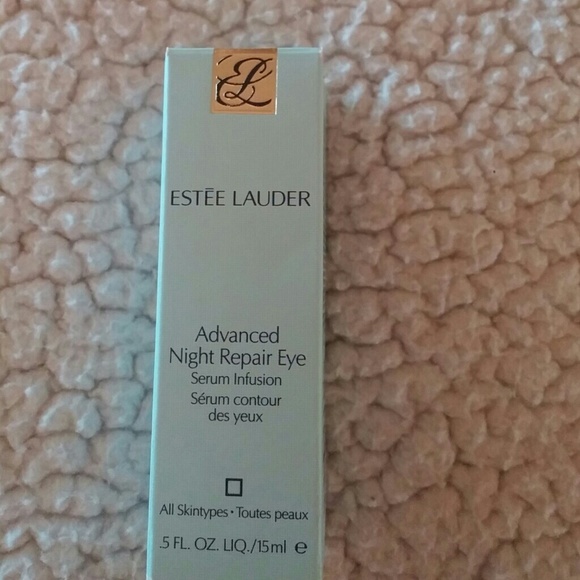 EL
ESTĒE LAUDER
Advanced
Night Repair Eye
Serum Infusion
Sérum contour
des yeux
All Skintypes • Toutes peaux
.5 FL. OZ. LIQ./15ml ℮